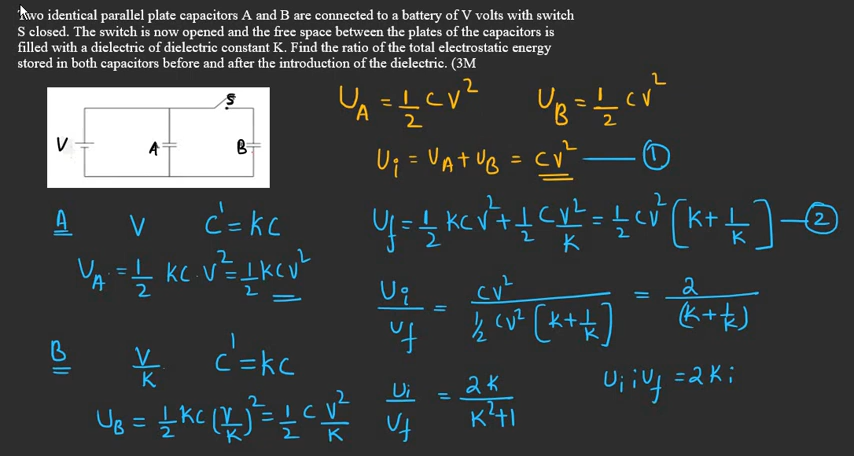 Two identical parallel plate capacitors A and B are connected to a battery of V volts with switch
S closed. The switch is now opened and the free space between the plates of the capacitors is
filled with a dielectric of dielectric constant K. Find the ratio of the total electrostatic energy
stored in both capacitors before and after the introduction of the dielectric. (3M
V A B S
U_A = 1/2 CV² U_B = 1/2 CV²
U_i = U_A + U_B = CV² — ①
A V C' = KC
U_A = 1/2 KC·V² = 1/2 KCV²
B V/K C' = KC
U_B = 1/2 KC (V/K)² = 1/2 C V²/K
U_f = 1/2 KCV² + 1/2 C V²/K = 1/2 CV² [K + 1/K] — ②
U_i/U_f = CV² / 1/2 CV² [K + 1/K] = 2/(K + 1/K)
U_i/U_f = 2K/K²+1
U_i : U_f = 2K :